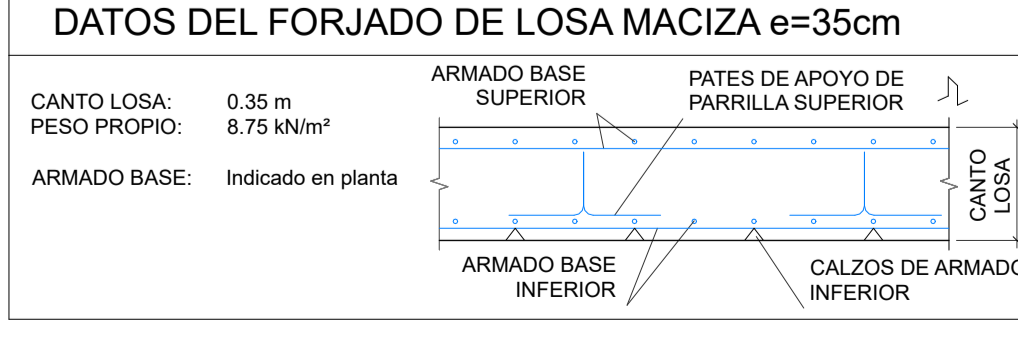 DATOS DEL FORJADO DE LOSA MACIZA e=35cm
CANTO LOSA: 0.35 m
PESO PROPIO: 8.75 kN/m²
ARMADO BASE: Indicado en planta
ARMADO BASE
SUPERIOR
PATES DE APOYO DE
PARRILLA SUPERIOR
CANTO
LOSA
ARMADO BASE
INFERIOR
CALZOS DE ARMADO
INFERIOR